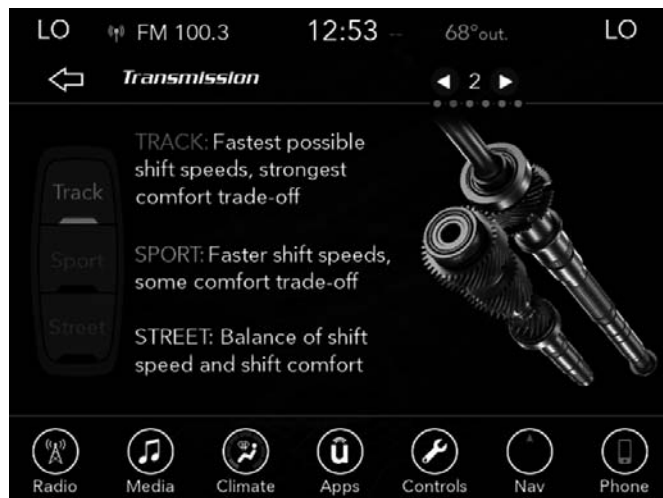 LO FM 100.3 12:53 -- 68°out. LO
Transmission 2
TRACK: Fastest possible
shift speeds, strongest
comfort trade-off
Track
SPORT: Faster shift speeds,
some comfort trade-off
Sport
STREET: Balance of shift
speed and shift comfort
Street
Radio Media Climate û Apps Controls Nav Phone